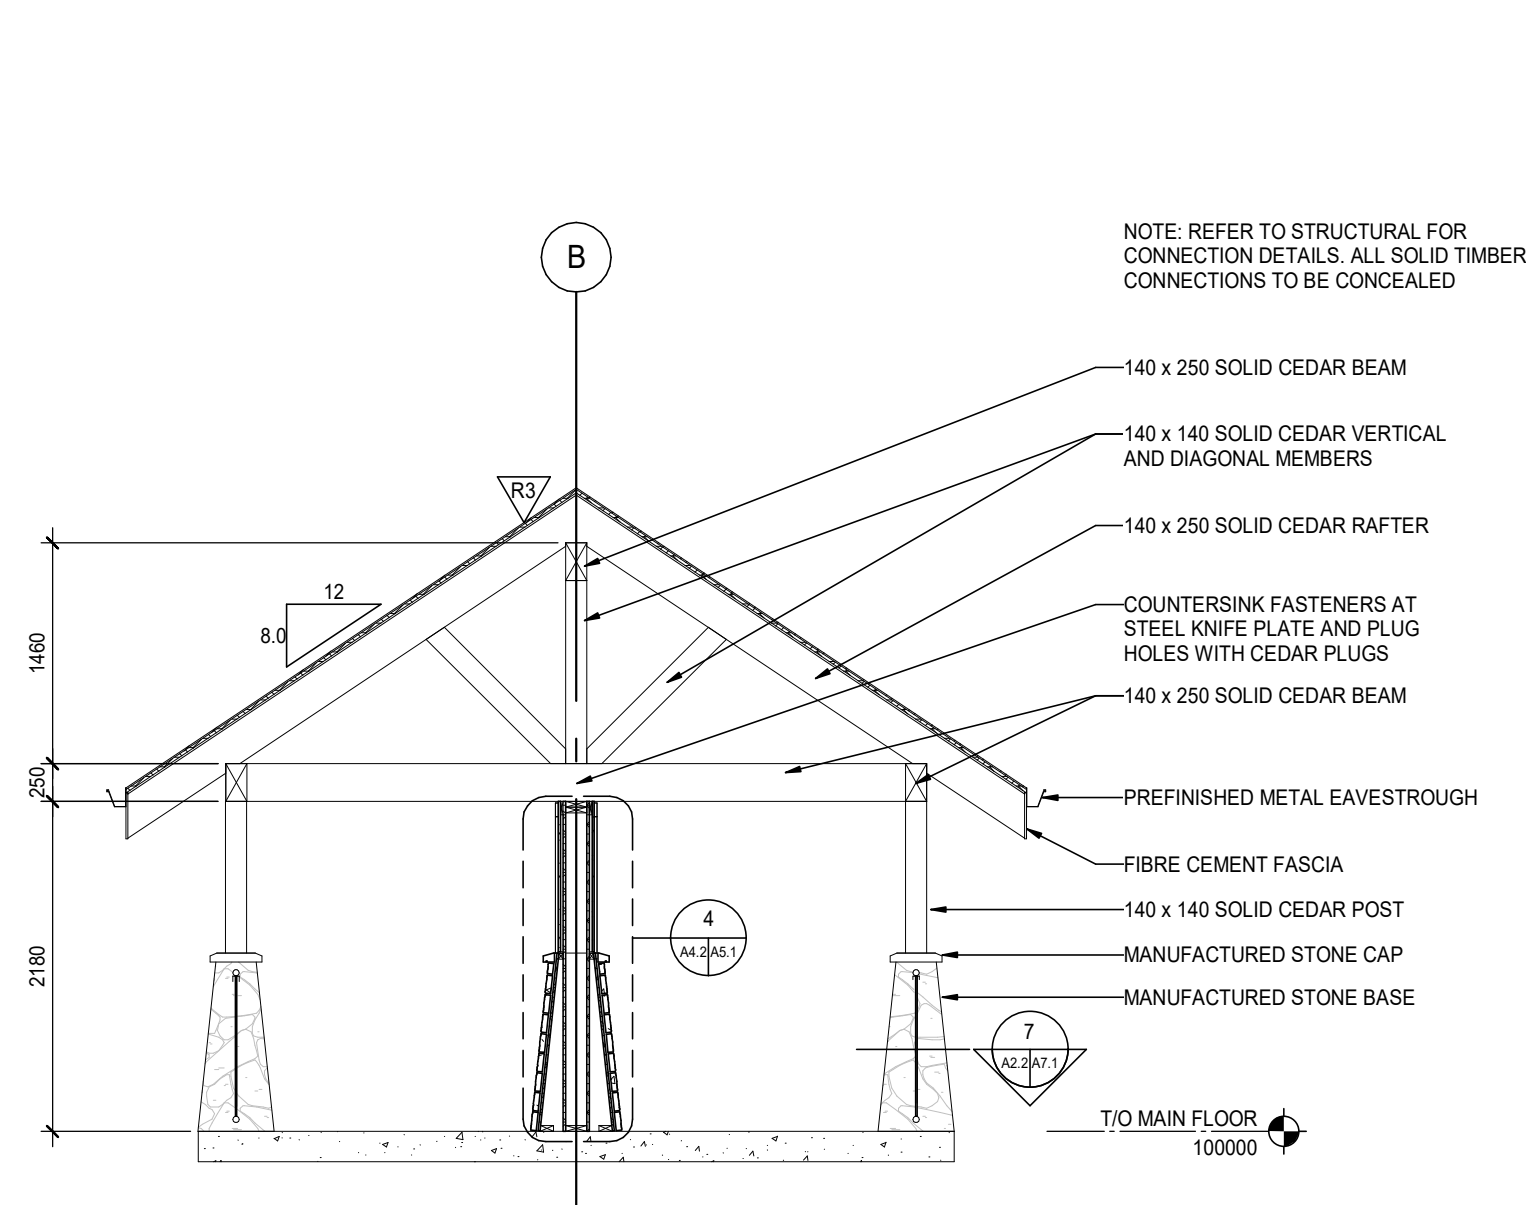 B
NOTE: REFER TO STRUCTURAL FOR
CONNECTION DETAILS. ALL SOLID TIMBER
CONNECTIONS TO BE CONCEALED
140 x 250 SOLID CEDAR BEAM
140 x 140 SOLID CEDAR VERTICAL
AND DIAGONAL MEMBERS
R3
140 x 250 SOLID CEDAR RAFTER
12
8.0
COUNTERSINK FASTENERS AT
STEEL KNIFE PLATE AND PLUG
HOLES WITH CEDAR PLUGS
1460
140 x 250 SOLID CEDAR BEAM
250
PREFINISHED METAL EAVESTROUGH
FIBRE CEMENT FASCIA
140 x 140 SOLID CEDAR POST
4
A4.2 A5.1
2180
MANUFACTURED STONE CAP
MANUFACTURED STONE BASE
7
A2.2 A7.1
T/O MAIN FLOOR
100000